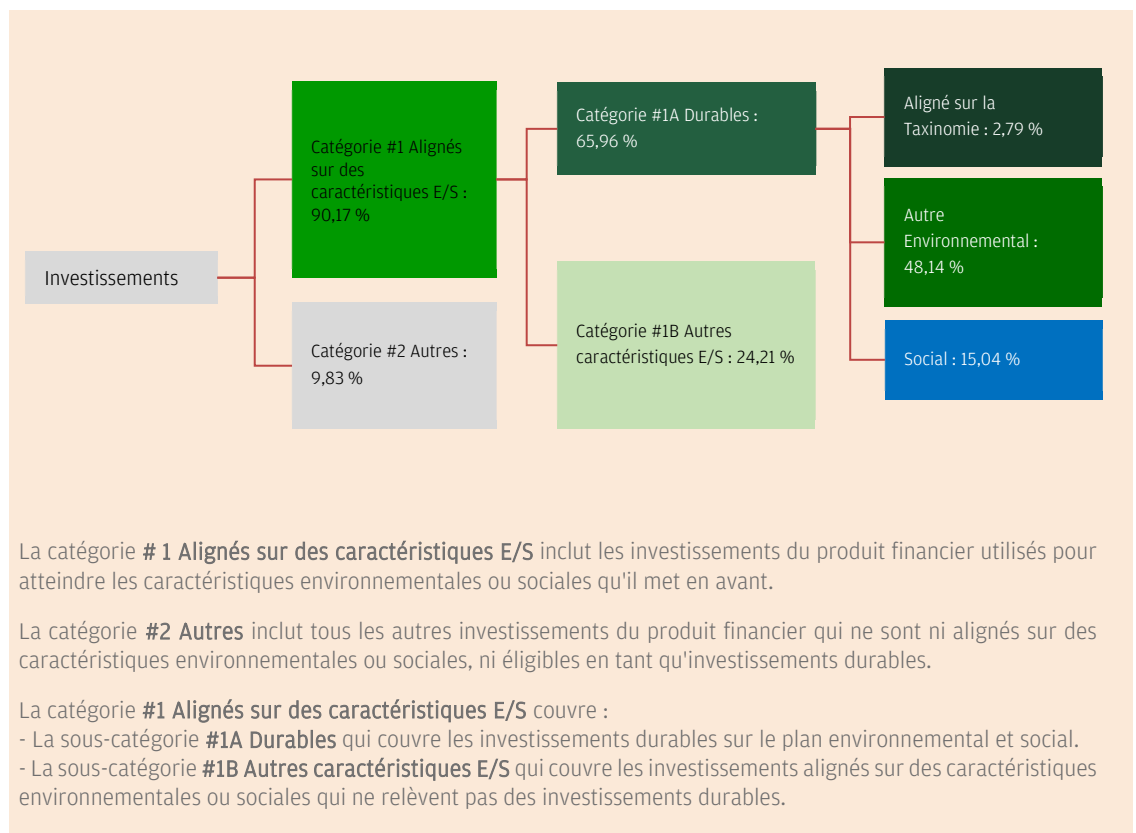 Investissements
Catégorie #1 Alignés
sur des
caractéristiques E/S :
90,17 %
Catégorie #2 Autres :
9,83 %
Catégorie #1A Durables :
65,96 %
Catégorie #1B Autres
caractéristiques E/S : 24,21 %
Aligné sur la
Taxinomie : 2,79 %
Autre
Environnemental :
48,14 %
Social : 15,04 %
La catégorie # 1 Alignés sur des caractéristiques E/S inclut les investissements du produit financier utilisés pour
atteindre les caractéristiques environnementales ou sociales qu'il met en avant.
La catégorie #2 Autres inclut tous les autres investissements du produit financier qui ne sont ni alignés sur des
caractéristiques environnementales ou sociales, ni éligibles en tant qu'investissements durables.
La catégorie #1 Alignés sur des caractéristiques E/S couvre :
- La sous-catégorie #1A Durables qui couvre les investissements durables sur le plan environnemental et social.
- La sous-catégorie #1B Autres caractéristiques E/S qui couvre les investissements alignés sur des caractéristiques
environnementales ou sociales qui ne relèvent pas des investissements durables.